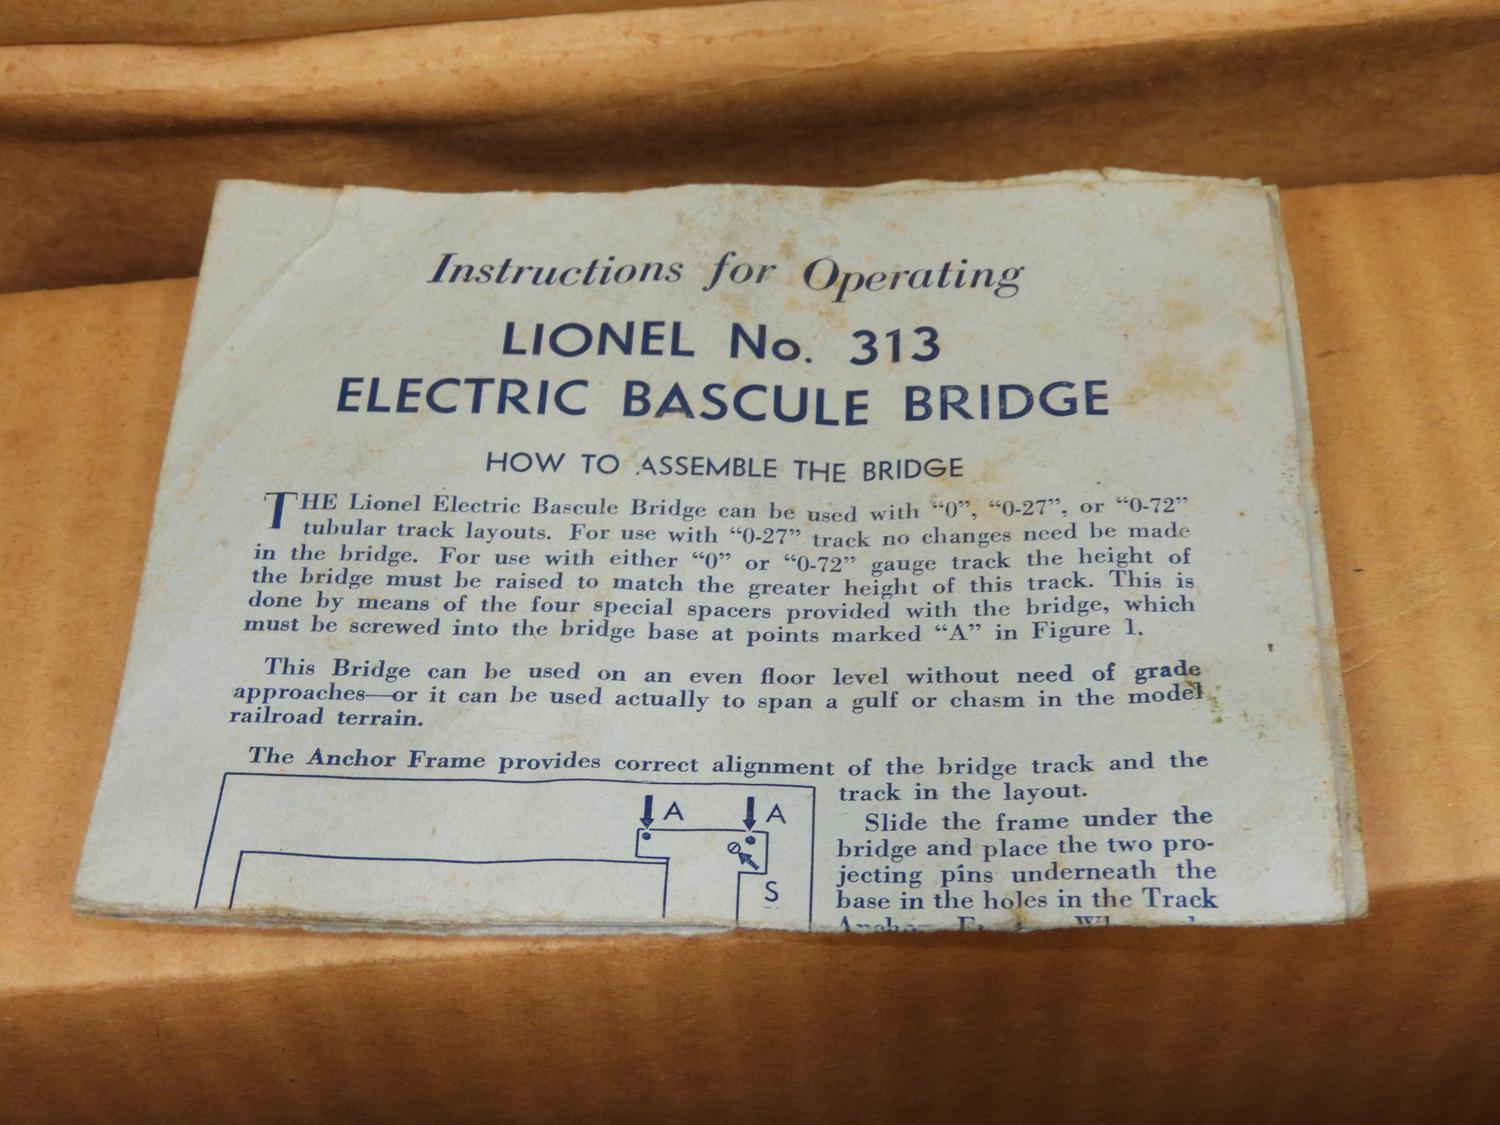 Instructions for Operating
LIONEL No. 313
ELECTRIC BASCULE BRIDGE
HOW TO ASSEMBLE THE BRIDGE
THE Lionel Electric Bascule Bridge can be used with “0”, “0-27”, or “0-72”
tubular track layouts. For use with “0-27” track no changes need be made
in the bridge. For use with either “0” or “0-72” gauge track the height of
the bridge must be raised to match the greater height of this track. This is
done by means of the four special spacers provided with the bridge, which
must be screwed into the bridge base at points marked “A” in Figure 1.
This Bridge can be used on an even floor level without need of grade
approaches—or it can be used actually to span a gulf or chasm in the model
railroad terrain.
The Anchor Frame provides correct alignment of the bridge track and the
track in the layout.
Slide the frame under the
bridge and place the two pro-
jecting pins underneath the
base in the holes in the Track
A A
S